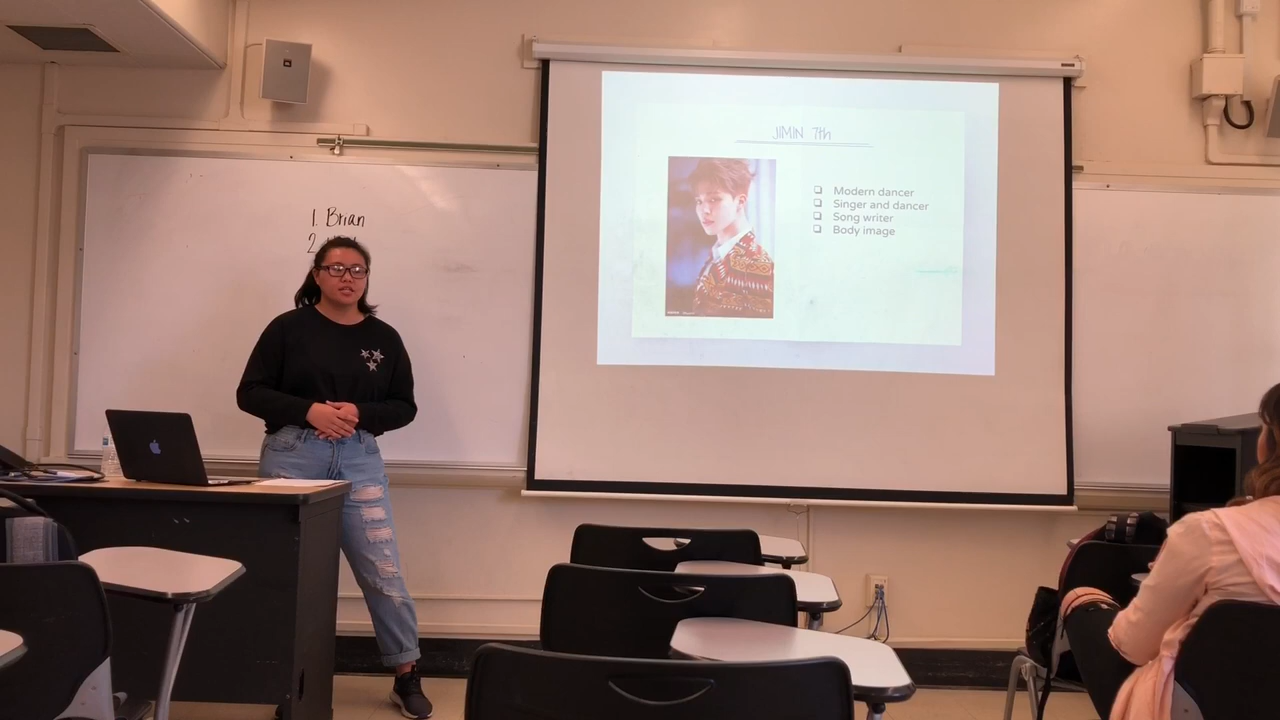 1. Brian
2.
JIMIN 7th
❑ Modern dancer
❑ Singer and dancer
❑ Song writer
❑ Body image